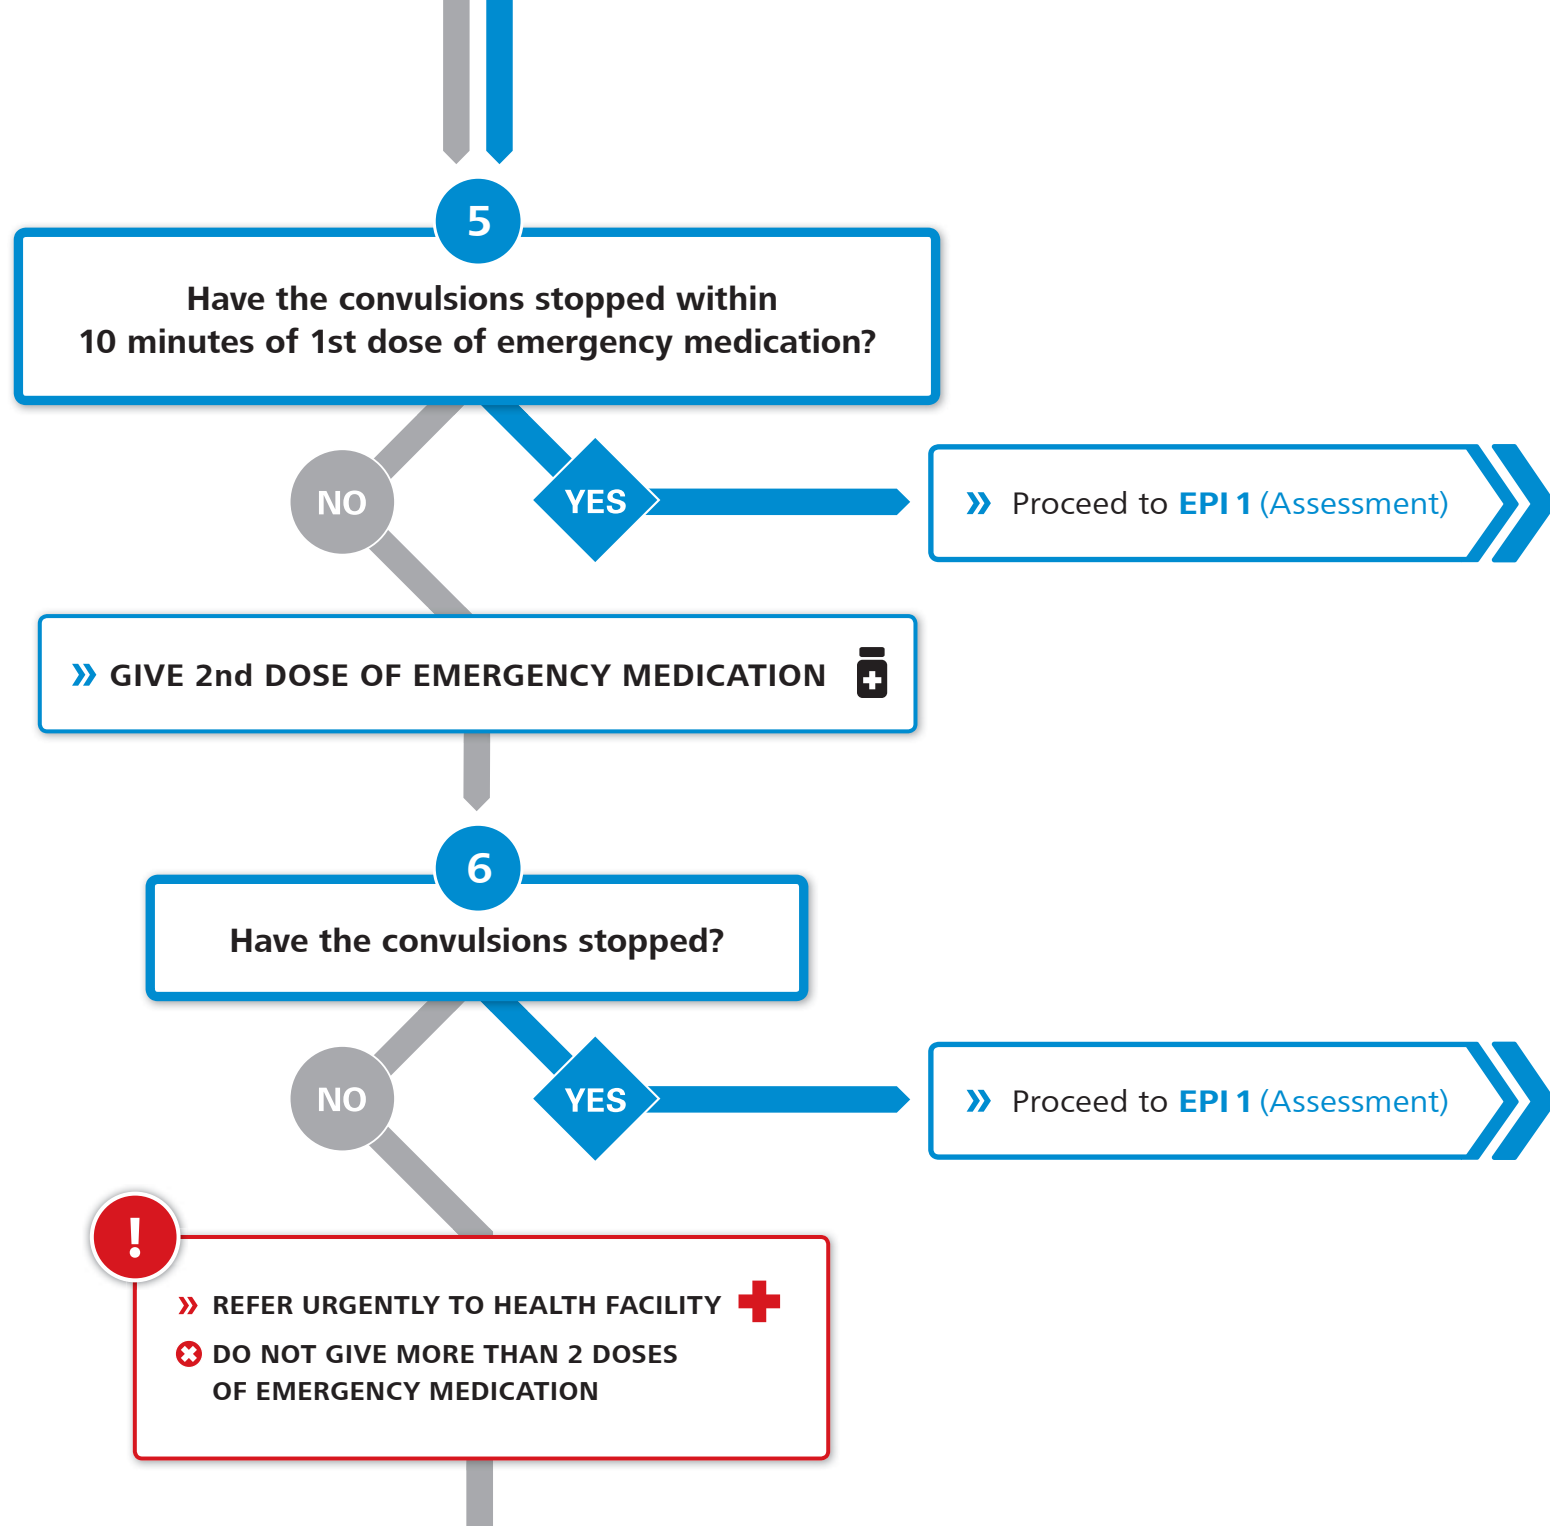 5
Have the convulsions stopped within
10 minutes of 1st dose of emergency medication?
NO
YES
» Proceed to EPI 1 (Assessment)
» GIVE 2nd DOSE OF EMERGENCY MEDICATION
6
Have the convulsions stopped?
NO
YES
» Proceed to EPI 1 (Assessment)
!
» REFER URGENTLY TO HEALTH FACILITY
DO NOT GIVE MORE THAN 2 DOSES
OF EMERGENCY MEDICATION